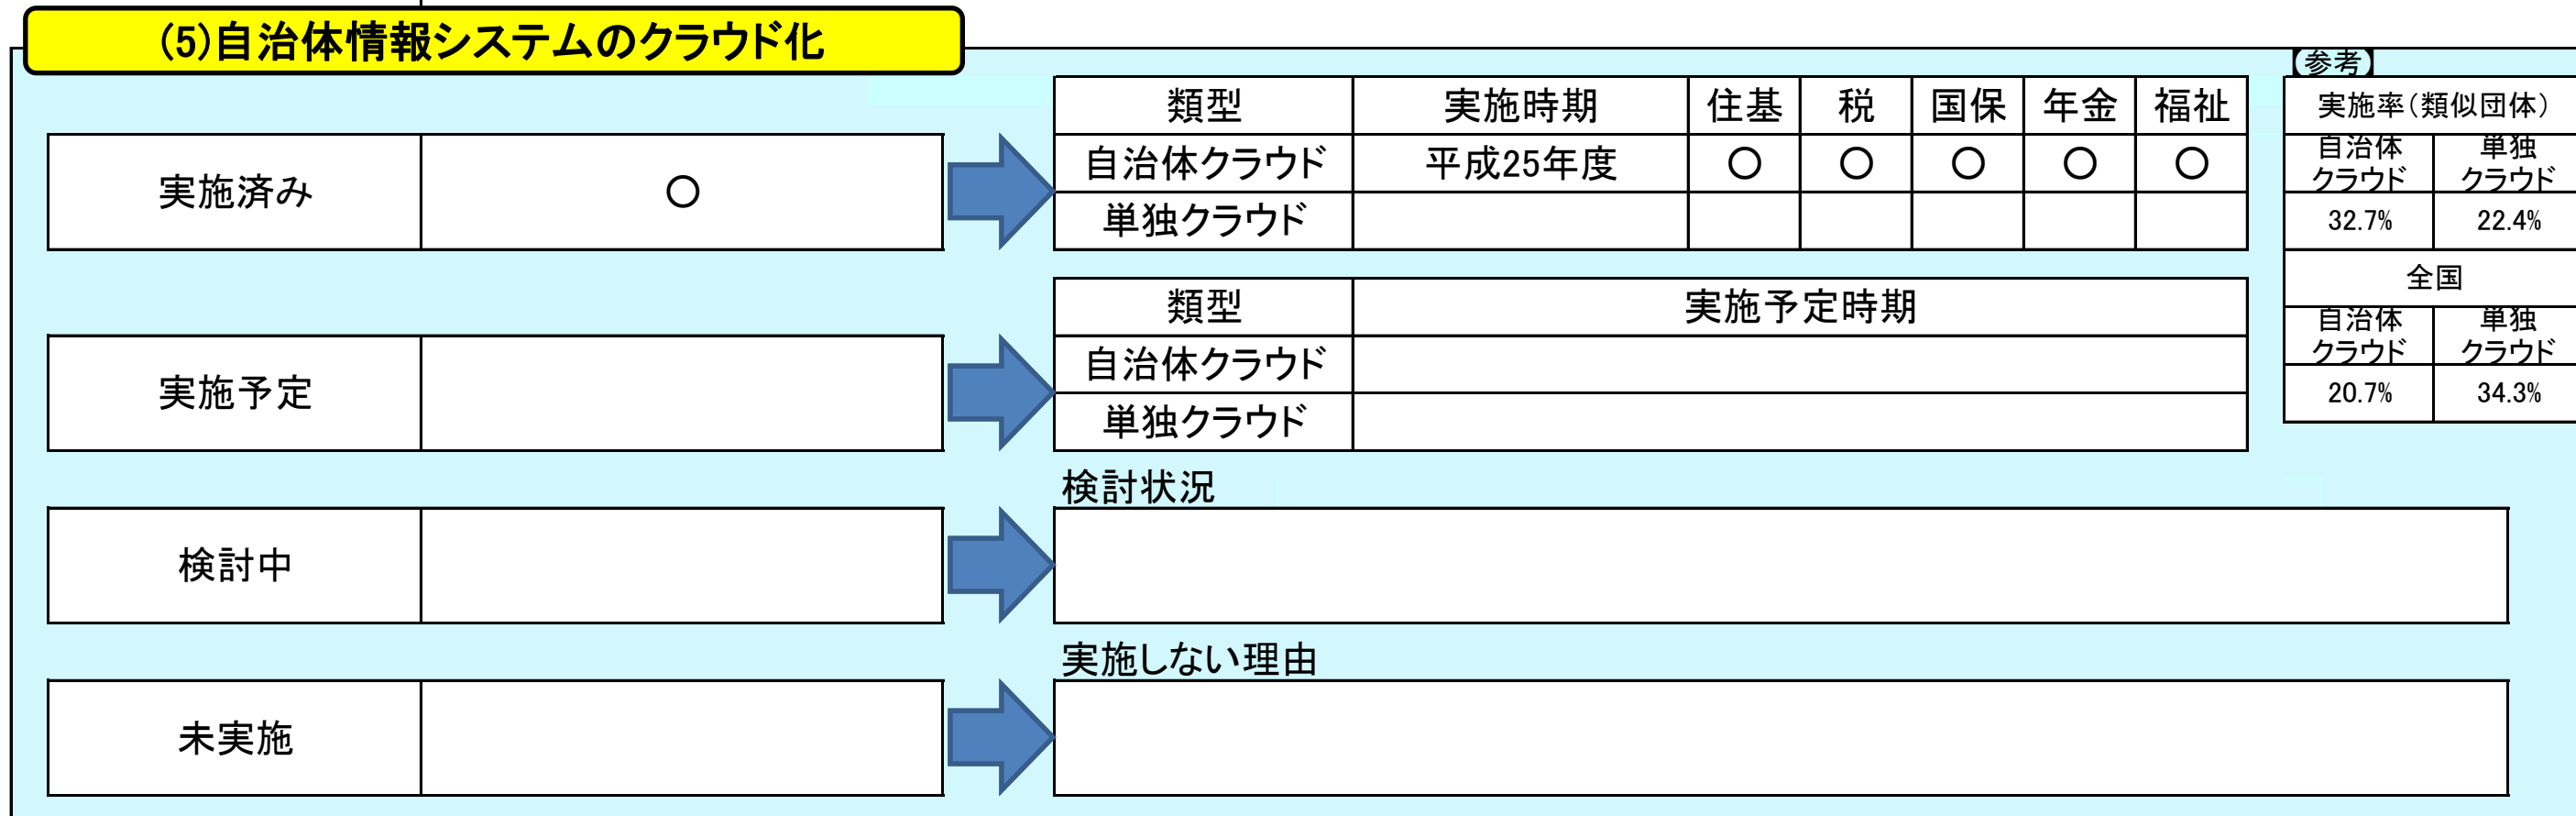 (5)自治体情報システムのクラウド化
【参考】
類型 実施時期 住基 税 国保 年金 福祉
実施済み ○
自治体クラウド 平成25年度 ○ ○ ○ ○ ○
単独クラウド
実施率(類似団体)
自治体
クラウド
単独
クラウド
32.7% 22.4%
全国
自治体
クラウド
単独
クラウド
20.7% 34.3%
実施予定
類型 実施予定時期
自治体クラウド
単独クラウド
検討状況
検討中
実施しない理由
未実施